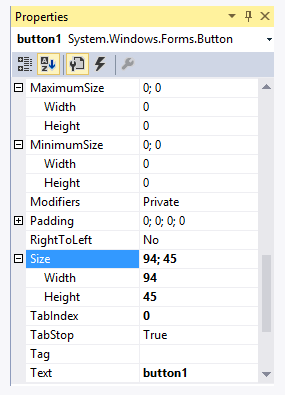 Properties
button1 System.Windows.Forms.Button
MaximumSize 0; 0
Width 0
Height 0
MinimumSize 0; 0
Width 0
Height 0
Modifiers Private
Padding 0; 0; 0; 0
RightToLeft No
Size 94; 45
Width 94
Height 45
TabIndex 0
TabStop True
Tag
Text button1